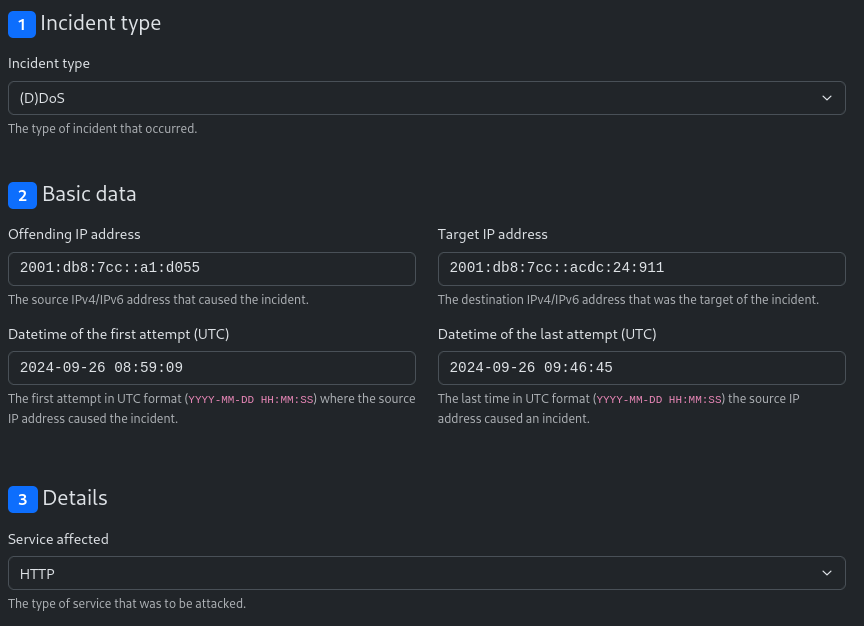 1 Incident type
Incident type
(D)DoS
The type of incident that occurred.
2 Basic data
Offending IP address
2001:db8:7cc::a1:d055
The source IPv4/IPv6 address that caused the incident.
Target IP address
2001:db8:7cc::acdc:24:911
The destination IPv4/IPv6 address that was the target of the incident.
Datetime of the first attempt (UTC)
2024-09-26 08:59:09
The first attempt in UTC format (YYYY-MM-DD HH:MM:SS) where the source
IP address caused the incident.
Datetime of the last attempt (UTC)
2024-09-26 09:46:45
The last time in UTC format (YYYY-MM-DD HH:MM:SS) the source IP
address caused an incident.
3 Details
Service affected
HTTP
The type of service that was to be attacked.